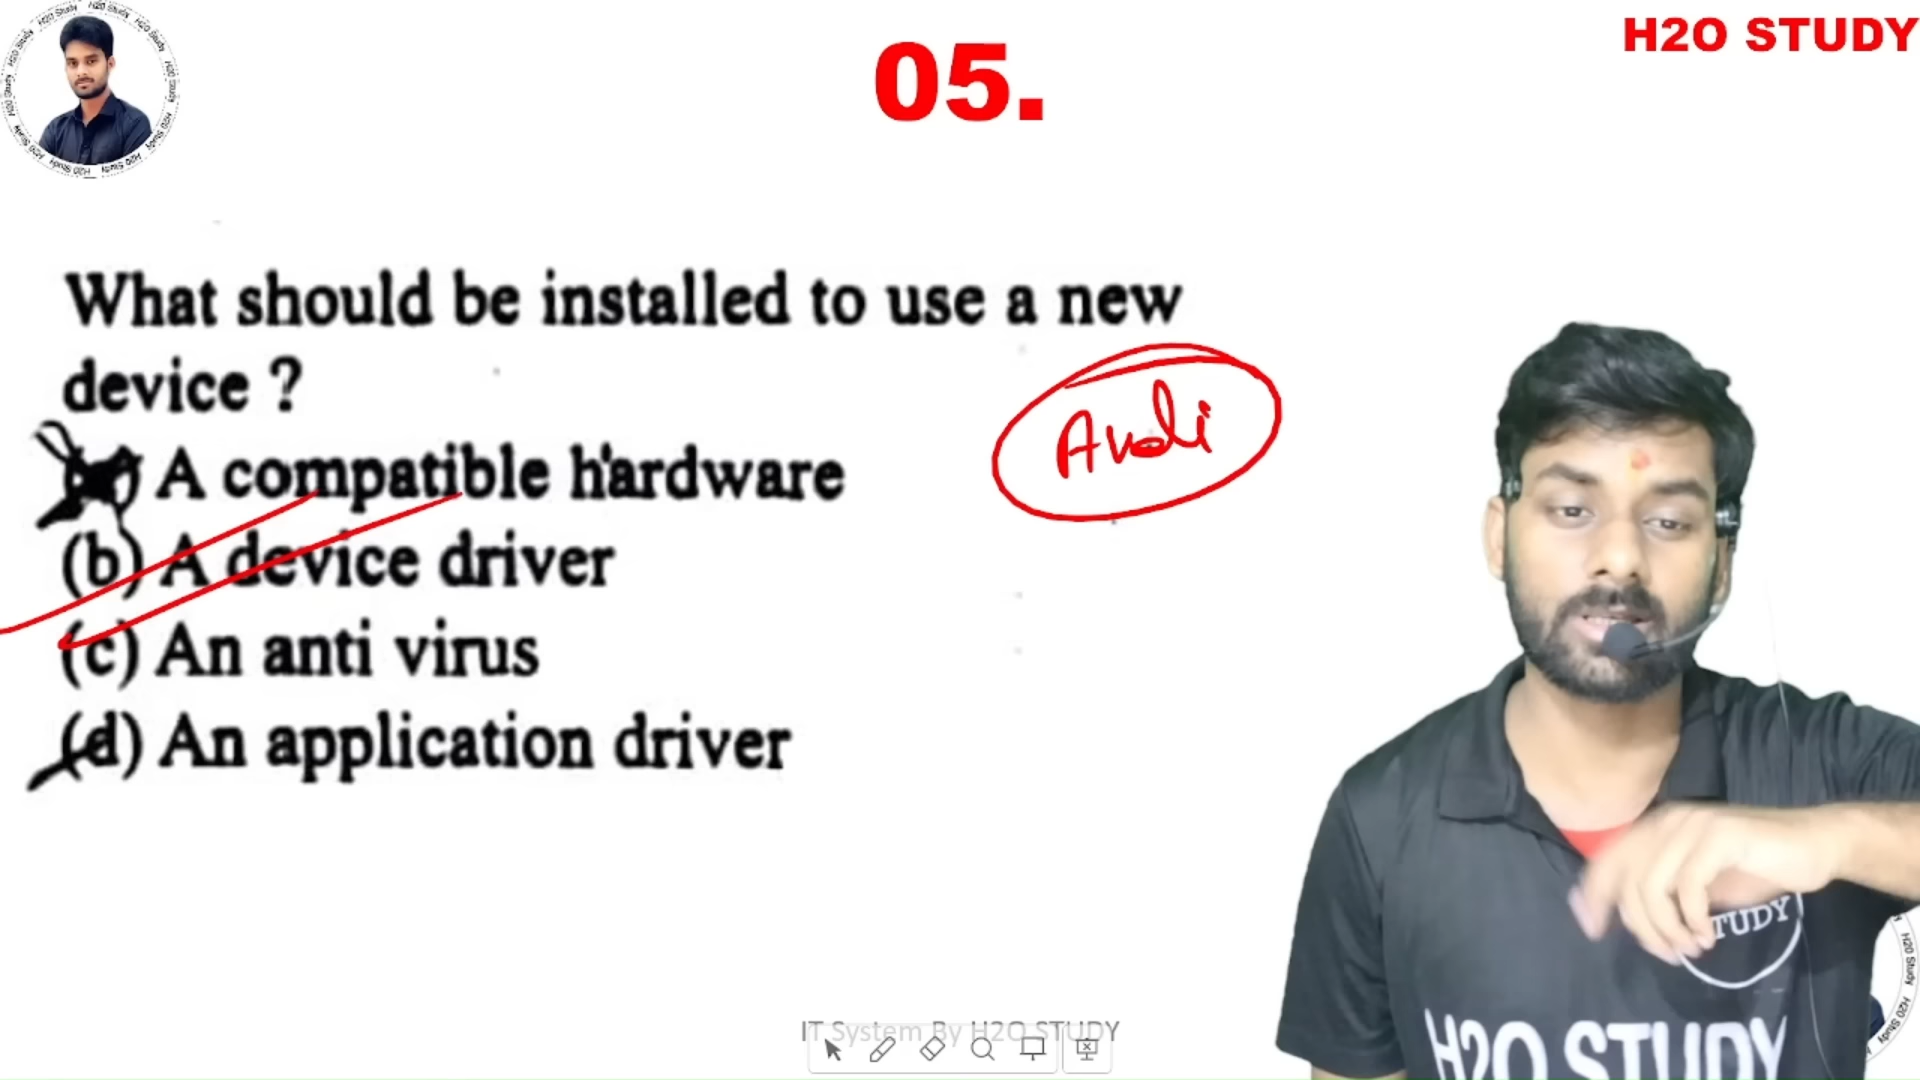 H2O STUDY
05.
What should be installed to use a new
device ?
A compatible hardware
(b) A device driver
(c) An anti virus
(d) An application driver
IT System By H2O STUDY
TUDY
H2O STUDY